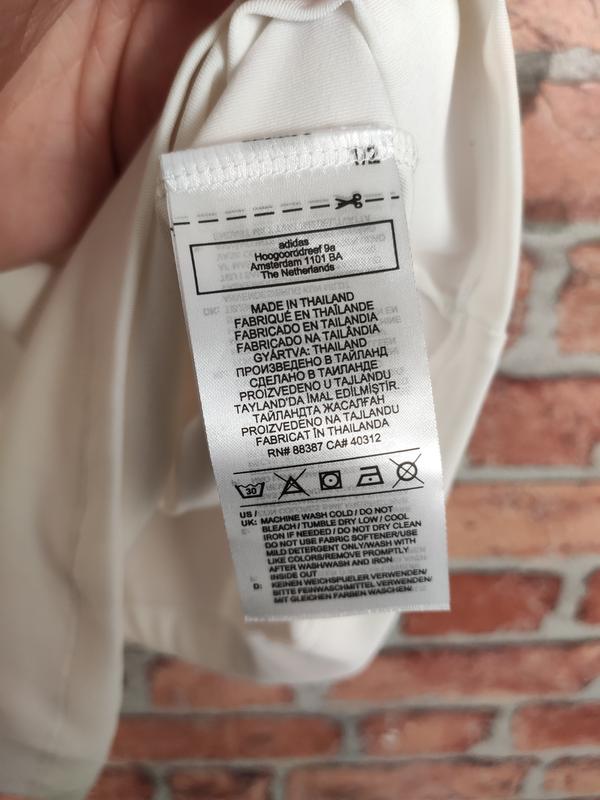 1/2
adidas
Hoogoorddreef 9a
Amsterdam 1101 BA
The Netherlands
MADE IN THAILAND
FABRIQUÉ EN THAÏLANDE
FABRICADO EN TAILANDIA
FABRICADO NA TAILÂNDIA
GYÁRTVA: THAILAND
ПРОИЗВЕДЕНО В ТАЙЛАНД
СДЕЛАНО В ТАИЛАНДЕ
PROIZVEDENO U TAJLANDU
TAYLAND'DA İMAL EDİLMİŞTİR.
ТАЙЛАНДТА ЖАСАЛҒАН
PROIZVEDENO NA TAJLANDU
FABRICAT ÎN THAILANDA
RN# 88387 CA# 40312
30
US /
UK: MACHINE WASH COLD / DO NOT
BLEACH / TUMBLE DRY LOW / COOL
IRON IF NEEDED / DO NOT DRY CLEAN
DO NOT USE FABRIC SOFTENER/USE
MILD DETERGENT ONLY/WASH WITH
LIKE COLORS/REMOVE PROMPTLY
AFTER WASH/WASH AND IRON
INSIDE OUT
D: KEINEN WEICHSPUELER VERWENDEN/
BITTE FEINWASCHMITTEL VERWENDEN/
MIT GLEICHEN FARBEN WASCHEN/